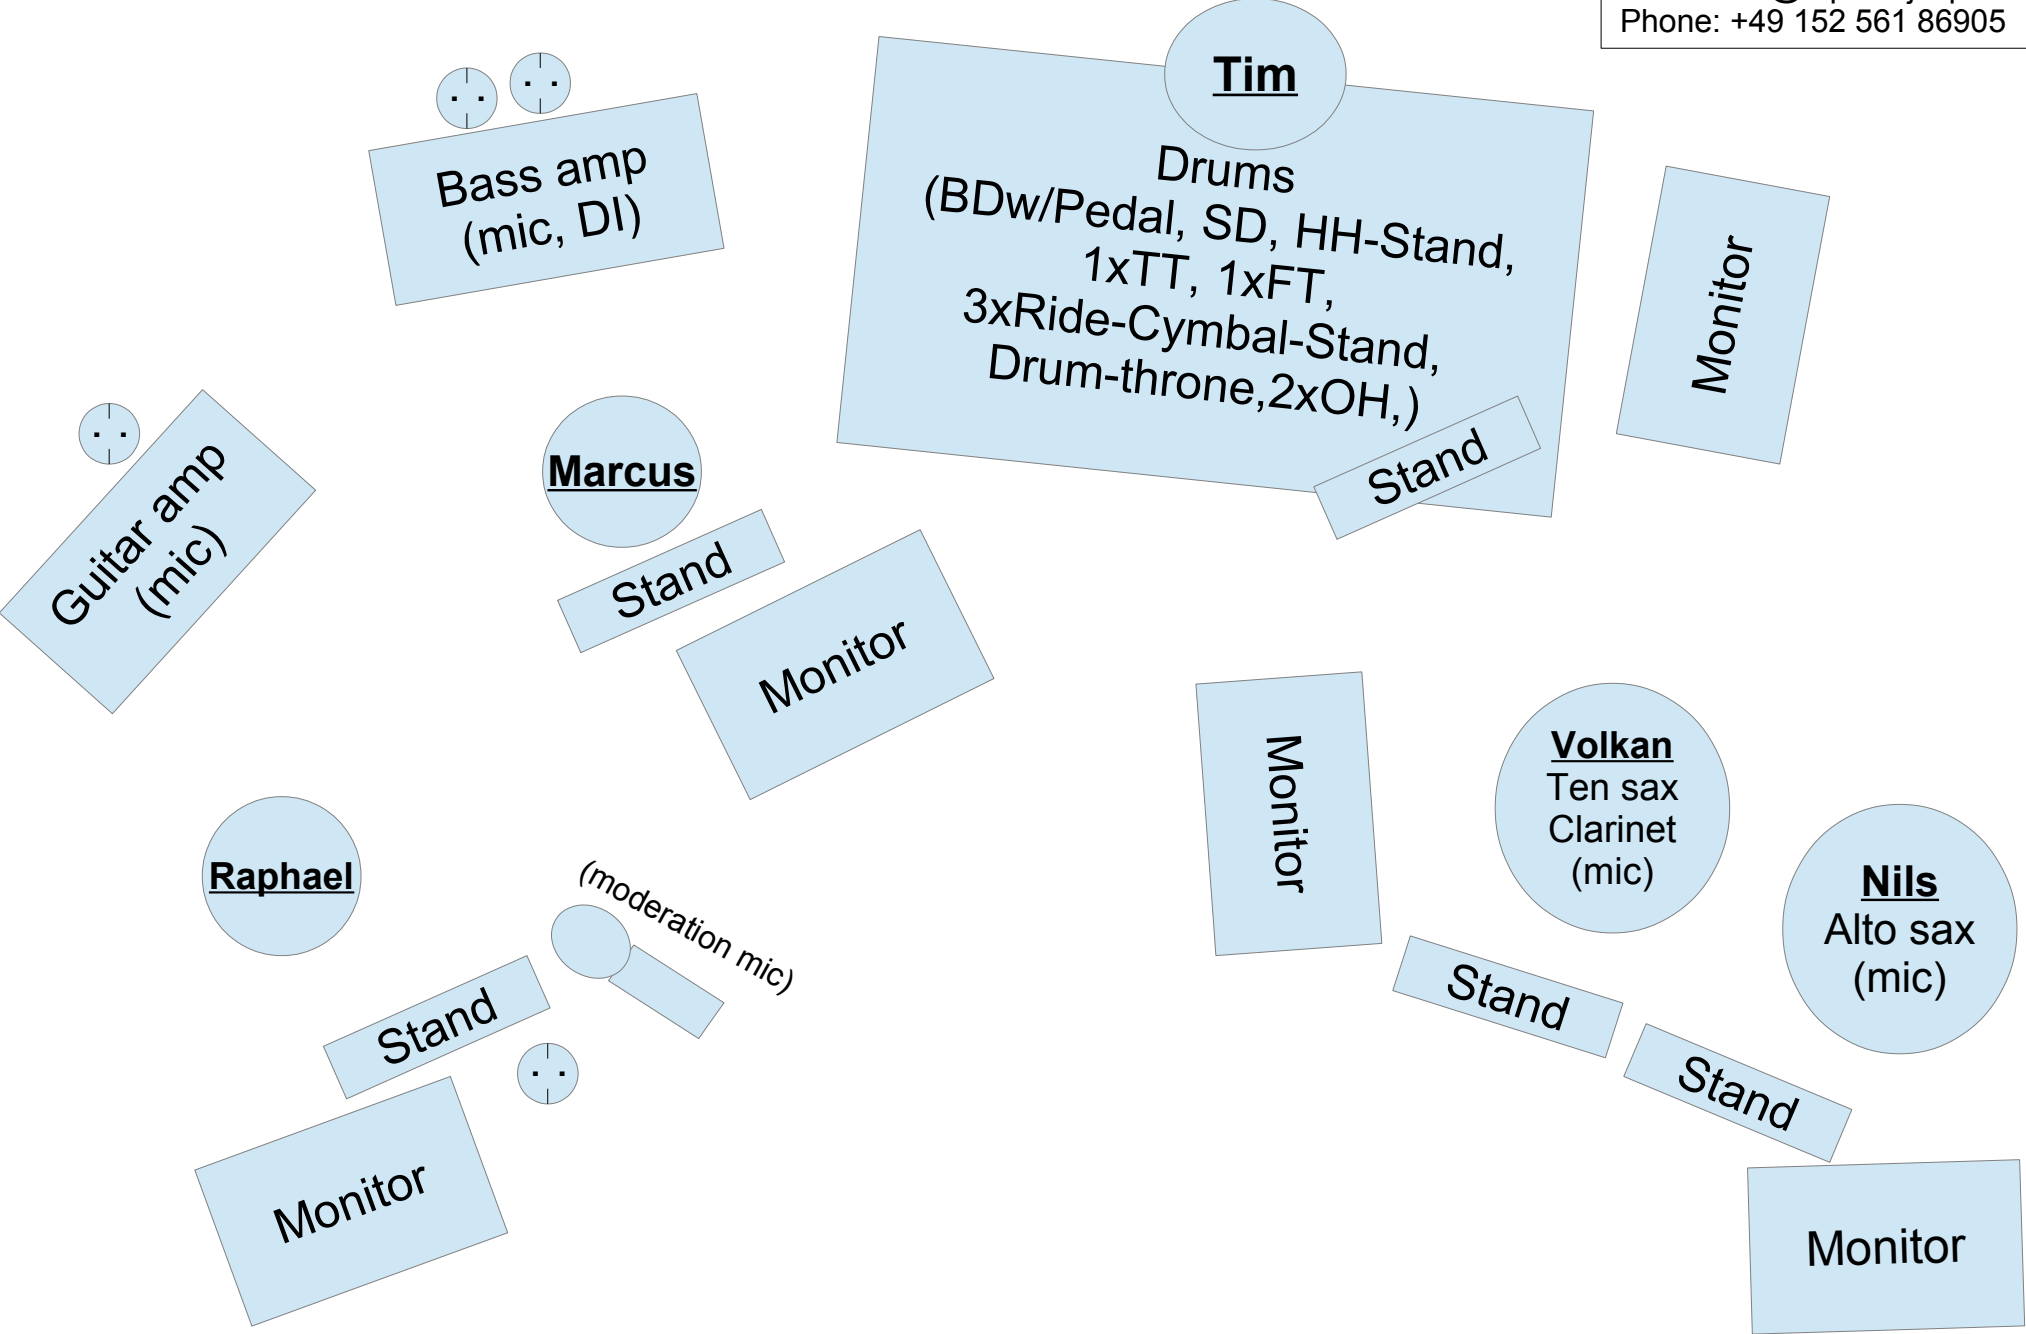 Phone: +49 152 561 86905
Tim
Drums
(BDw/Pedal, SD, HH-Stand,
1xTT, 1xFT,
3xRide-Cymbal-Stand,
Drum-throne,2xOH,)
Stand
Bass amp
(mic, DI)
Monitor
Guitar amp
(mic)
Marcus
Stand
Monitor
Monitor
Volkan
Ten sax
Clarinet
(mic)
Nils
Alto sax
(mic)
Raphael
(moderation mic)
Stand
Stand
Stand
Monitor
Monitor